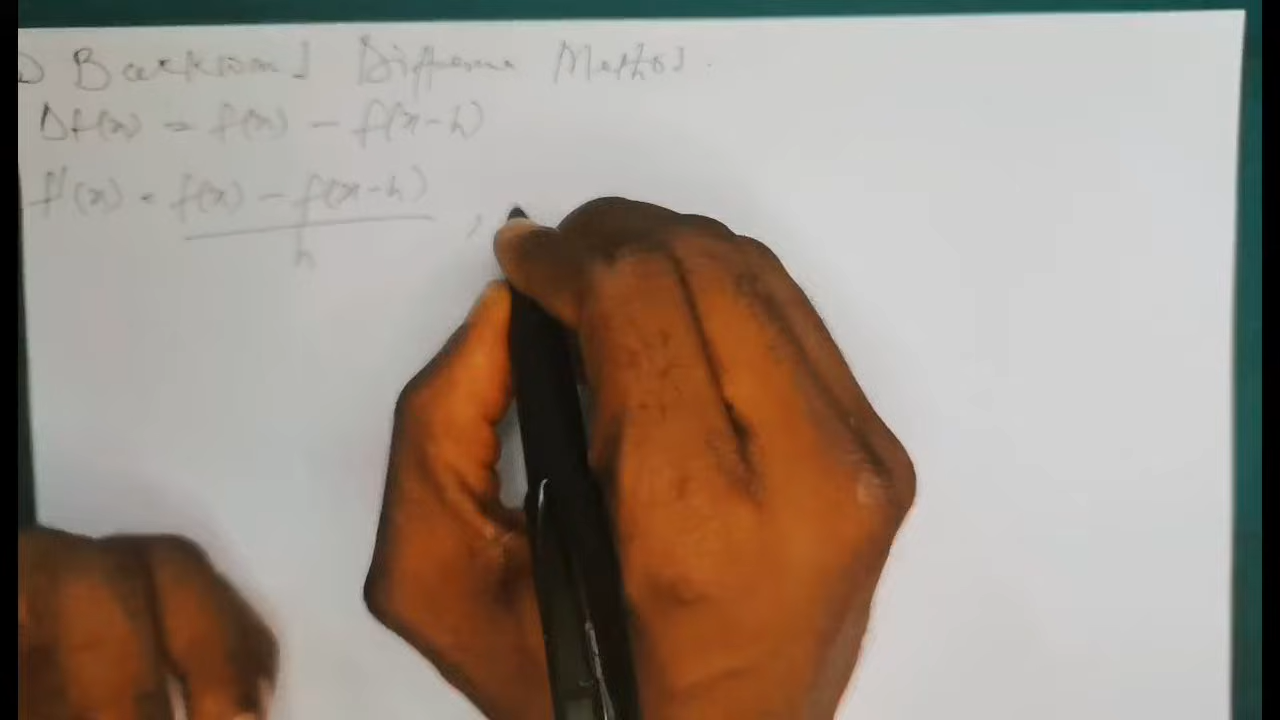 Backward Difference Method.
Δf(x) = f(x) - f(x-h)
f'(x) = f(x) - f(x-h)
h
,